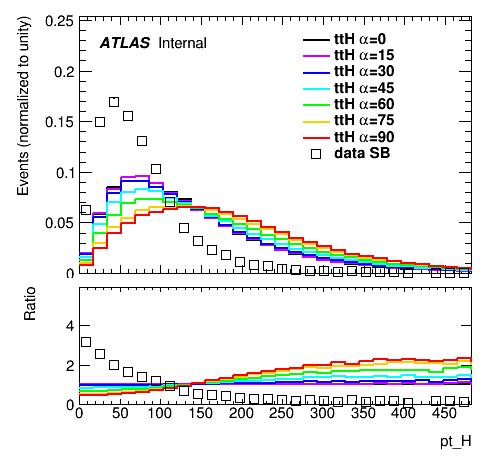 ATLAS Internal
ttH α=0
ttH α=15
ttH α=30
ttH α=45
ttH α=60
ttH α=75
ttH α=90
data SB
Events (normalized to unity)
0.25
0.2
0.15
0.1
0.05
0
Ratio
4
2
0
0 50 100 150 200 250 300 350 400 450
pt_H